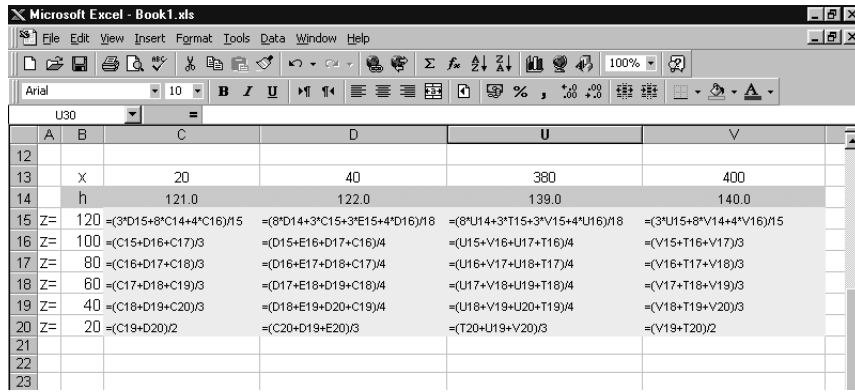 Microsoft Excel - Book1.xls
File Edit View Insert Format Tools Data Window Help
100%
Arial 10 B I U
U30 =
A B C D U V
12
13 x 20 40 380 400
14 h 121.0 122.0 139.0 140.0
15 Z= 120 =(3*D15+8*C14+4*C16)/15 =(8*D14+3*C15+3*E15+4*D16)/18 =(8*U14+3*T15+3*V15+4*U16)/18 =(3*U15+8*V14+4*V16)/15
16 Z= 100 =(C15+D16+C17)/3 =(D15+E16+D17+C16)/4 =(U15+V16+U17+T16)/4 =(V15+T16+V17)/3
17 Z= 80 =(C16+D17+C18)/3 =(D16+E17+D18+C17)/4 =(U16+V17+U18+T17)/4 =(V16+T17+V18)/3
18 Z= 60 =(C17+D18+C19)/3 =(D17+E18+D19+C18)/4 =(U17+V18+U19+T18)/4 =(V17+T18+V19)/3
19 Z= 40 =(C18+D19+C20)/3 =(D18+E19+D20+C19)/4 =(U18+V19+U20+T19)/4 =(V18+T19+V20)/3
20 Z= 20 =(C19+D20)/2 =(C20+D19+E20)/3 =(T20+U19+V20)/3 =(V19+T20)/2
21
22
23